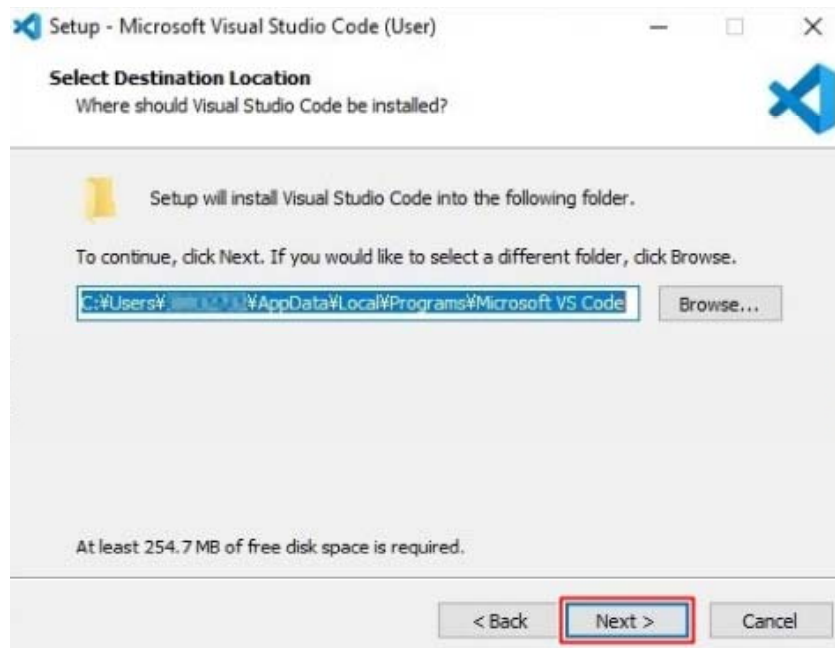 Setup - Microsoft Visual Studio Code (User)
Select Destination Location
Where should Visual Studio Code be installed?
Setup will install Visual Studio Code into the following folder.
To continue, click Next. If you would like to select a different folder, click Browse.
C:¥Users¥ ¥AppData¥Local¥Programs¥Microsoft VS Code
Browse...
At least 254.7 MB of free disk space is required.
< Back Next > Cancel